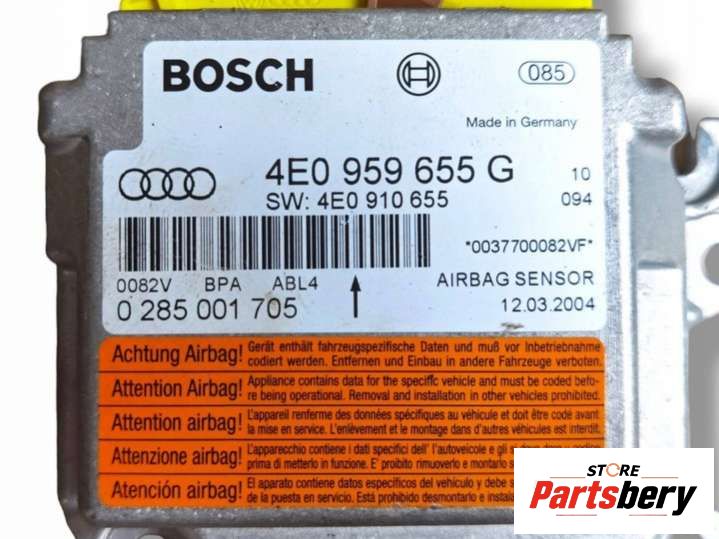 BOSCH
085
Made in Germany
4E0 959 655 G
10
SW: 4E0 910 655
094
*0037700082VF*
0082V BPA ABL4
AIRBAG SENSOR
0 285 001 705
12.03.2004
Achtung Airbag! Gerät enthält fahrzeugspezifische Daten und muß vor Inbetriebnahme
codiert werden. Entfernen und Einbau in andere Fahrzeuge verboten.
Attention Airbag! Appliance contains data for the specific vehicle and must be coded befo-
re being operational. Removal and installation in other vehicles prohibited.
Attention airbag! L'appareil renferme des données spécifiques au véhicule et doit être codé avant
la mise en service. L'enlèvement et le montage dans d'autres véhicules est interdit.
Attenzione airbag! L'apparecchio contiene i dati specifici dell' l'autoveicolo e
prima di metterlo in funzione. E' proibito rimuoverlo e montarlo
Atención airbag! El aparato contiene datos específicos del vehículo y debe
de la puesta en servicio. Está prohibido desmontarlo e
STORE
Partsbery